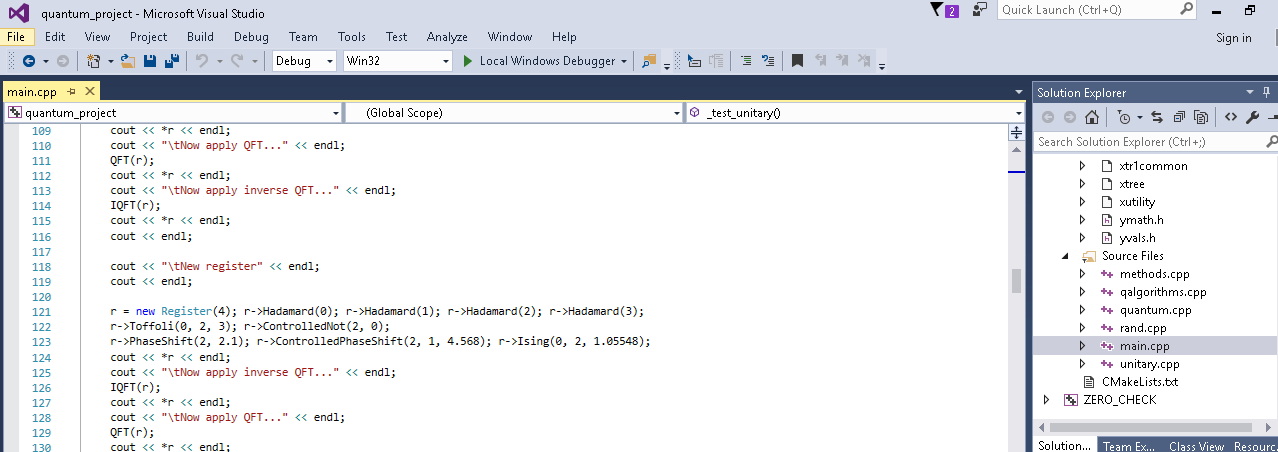 quantum_project - Microsoft Visual Studio
2
Quick Launch (Ctrl+Q)
File Edit View Project Build Debug Team Tools Test Analyze Window Help
Sign in
Debug Win32 Local Windows Debugger
main.cpp
Solution Explorer
quantum_project (Global Scope) _test_unitary()
109 cout << *r << endl;
110 cout << "\tNow apply QFT..." << endl;
111 QFT(r);
112 cout << *r << endl;
113 cout << "\tNow apply inverse QFT..." << endl;
114 IQFT(r);
115 cout << *r << endl;
116 cout << endl;
117
118 cout << "\tNew register" << endl;
119 cout << endl;
120
121 r = new Register(4); r->Hadamard(0); r->Hadamard(1); r->Hadamard(2); r->Hadamard(3);
122 r->Toffoli(0, 2, 3); r->ControlledNot(2, 0);
123 r->PhaseShift(2, 2.1); r->ControlledPhaseShift(2, 1, 4.568); r->Ising(0, 2, 1.05548);
124 cout << *r << endl;
125 cout << "\tNow apply inverse QFT..." << endl;
126 IQFT(r);
127 cout << *r << endl;
128 cout << "\tNow apply QFT..." << endl;
129 QFT(r);
130 cout << *r << endl;
Search Solution Explorer (Ctrl+;)
xtr1common
xtree
xutility
ymath.h
yvals.h
Source Files
methods.cpp
qalgorithms.cpp
quantum.cpp
rand.cpp
main.cpp
unitary.cpp
CMakeLists.txt
ZERO_CHECK
Solution... Team Ex... Class View Resourc...